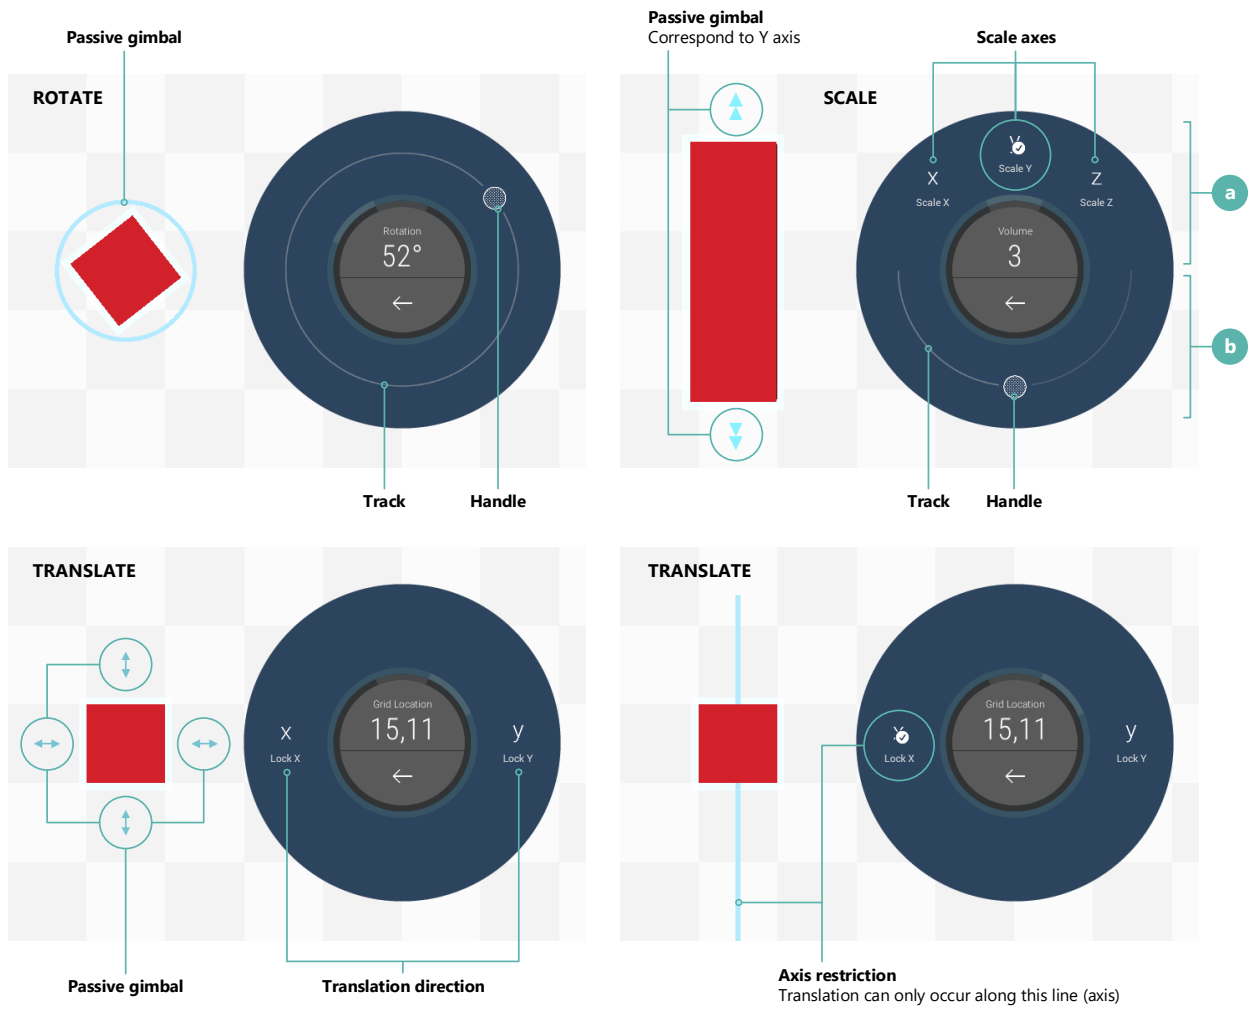 Passive gimbal
ROTATE
Rotation
52°
Track
Handle
Passive gimbal
Correspond to Y axis
Scale axes
SCALE
X
Scale X
Y
Scale Y
Z
Scale Z
Volume
3
a
b
Track
Handle
TRANSLATE
Grid Location
15,11
x
Lock X
y
Lock Y
Passive gimbal
Translation direction
TRANSLATE
Grid Location
15,11
Lock X
y
Lock Y
Axis restriction
Translation can only occur along this line (axis)